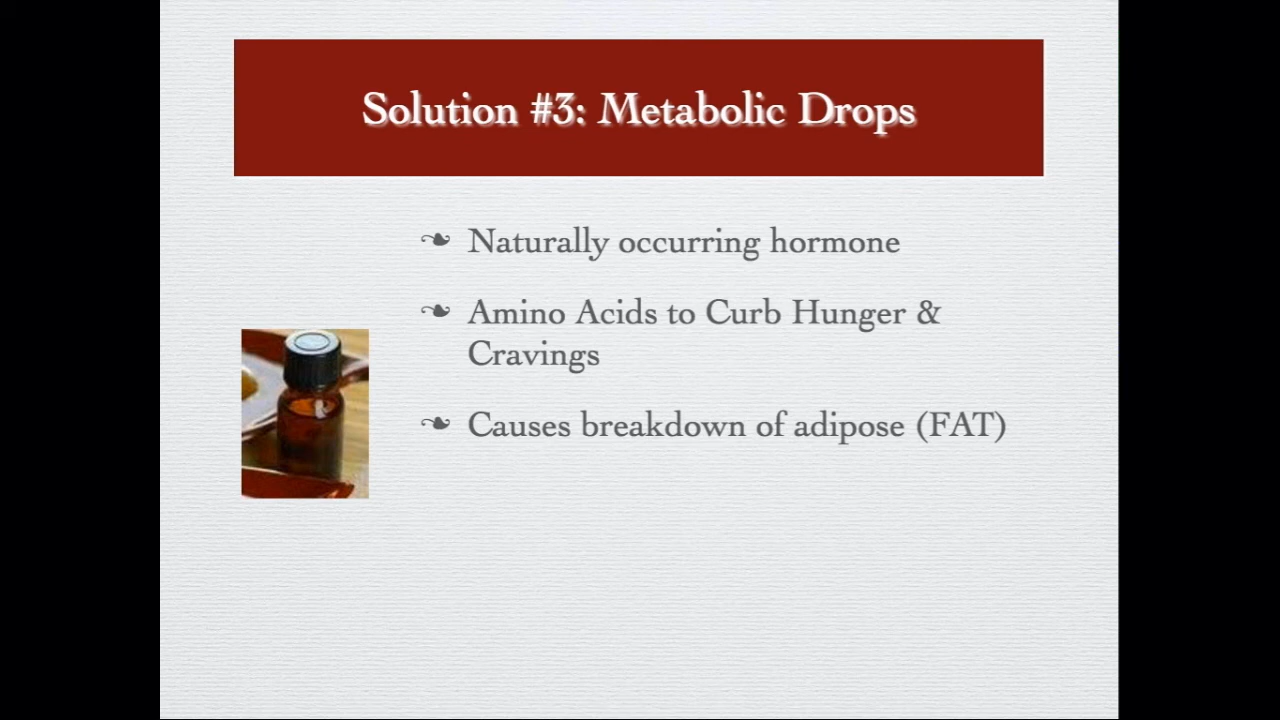 Solution #3: Metabolic Drops
Naturally occurring hormone
Amino Acids to Curb Hunger &
Cravings
Causes breakdown of adipose (FAT)